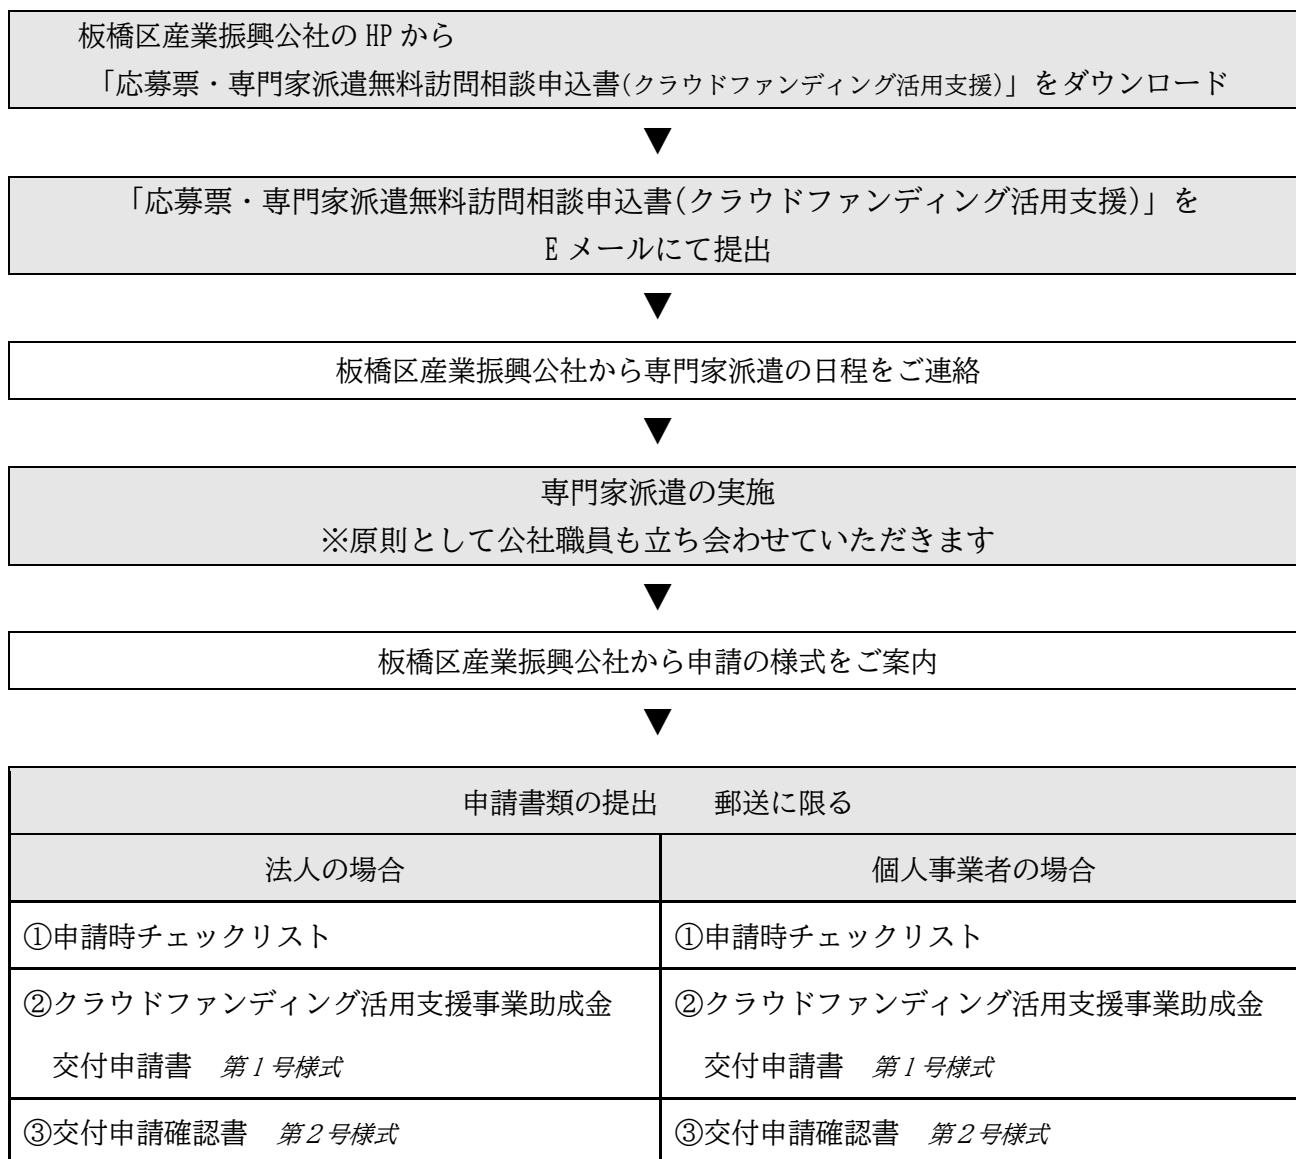 板橋区産業振興公社の HP から
「応募票・専門家派遣無料訪問相談申込書(クラウドファンディング活用支援)」をダウンロード
▼
「応募票・専門家派遣無料訪問相談申込書(クラウドファンディング活用支援)」を
E メールにて提出
▼
板橋区産業振興公社から専門家派遣の日程をご連絡
▼
専門家派遣の実施
※原則として公社職員も立ち会わせていただきます
▼
板橋区産業振興公社から申請の様式をご案内
▼
申請書類の提出　　郵送に限る
法人の場合
個人事業者の場合
①申請時チェックリスト
①申請時チェックリスト
②クラウドファンディング活用支援事業助成金
交付申請書　第１号様式
②クラウドファンディング活用支援事業助成金
交付申請書　第１号様式
③交付申請確認書　第２号様式
③交付申請確認書　第２号様式